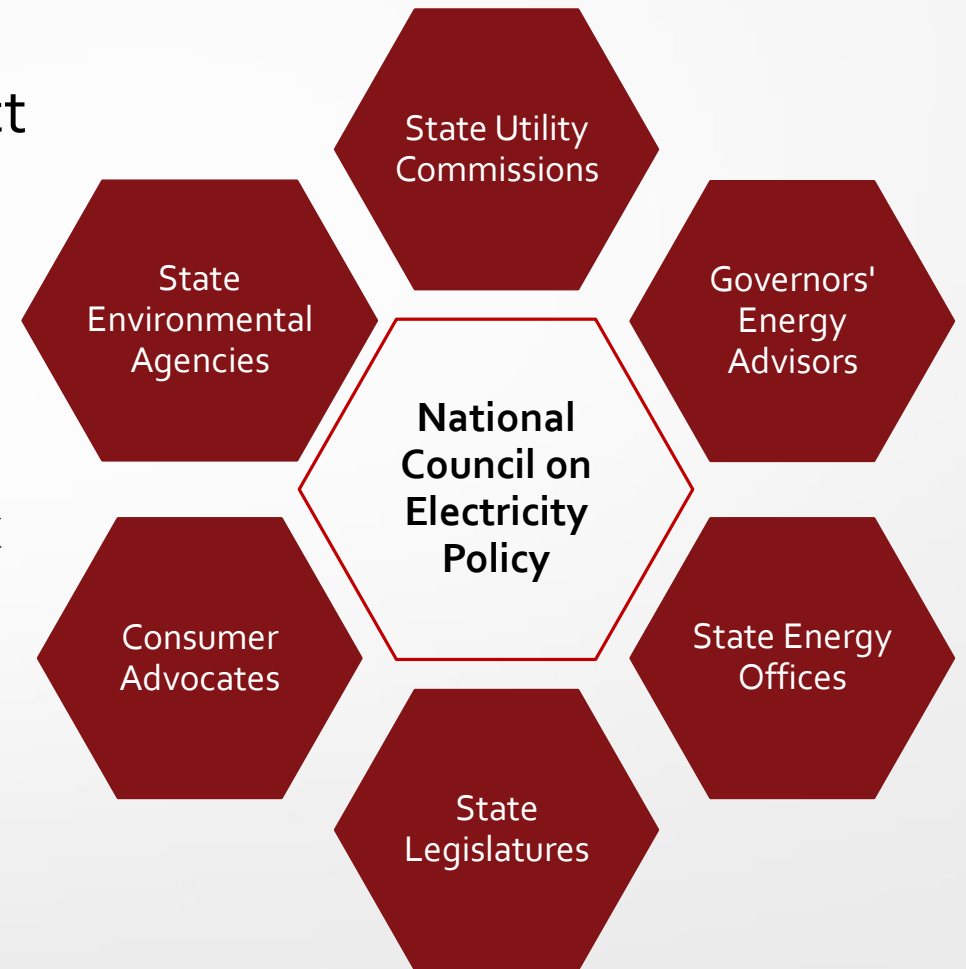 State Utility
Commissions
State
Environmental
Agencies
Governors'
Energy
Advisors
National
Council on
Electricity
Policy
Consumer
Advocates
State Energy
Offices
State
Legislatures